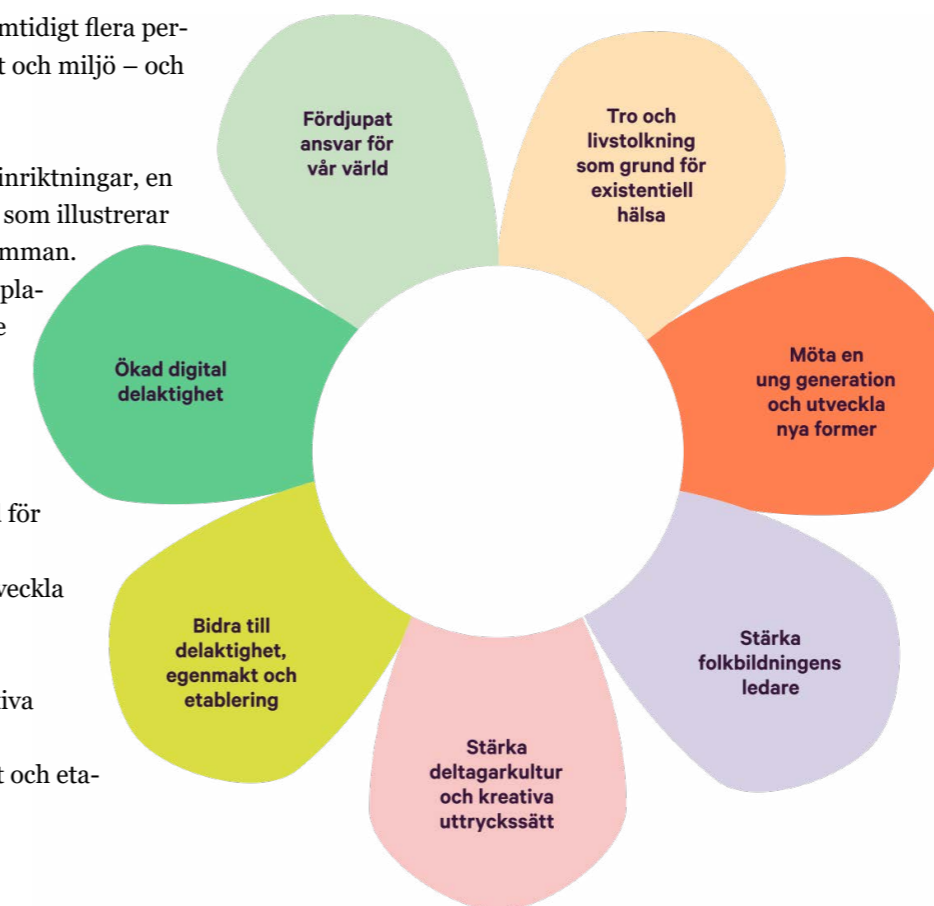 mtidigt flera per-
t och miljö – och
inriktningar, en
som illustrerar
mman.
pla-
e
för
veckla
iva
t och eta-
Fördjupat
ansvar för
vår värld
Tro och
livstolkning
som grund för
existentiell
hälsa
Möta en
ung generation
och utveckla
nya former
Stärka
folkbildningens
ledare
Stärka
deltagarkultur
och kreativa
uttryckssätt
Bidra till
delaktighet,
egenmakt och
etablering
Ökad digital
delaktighet